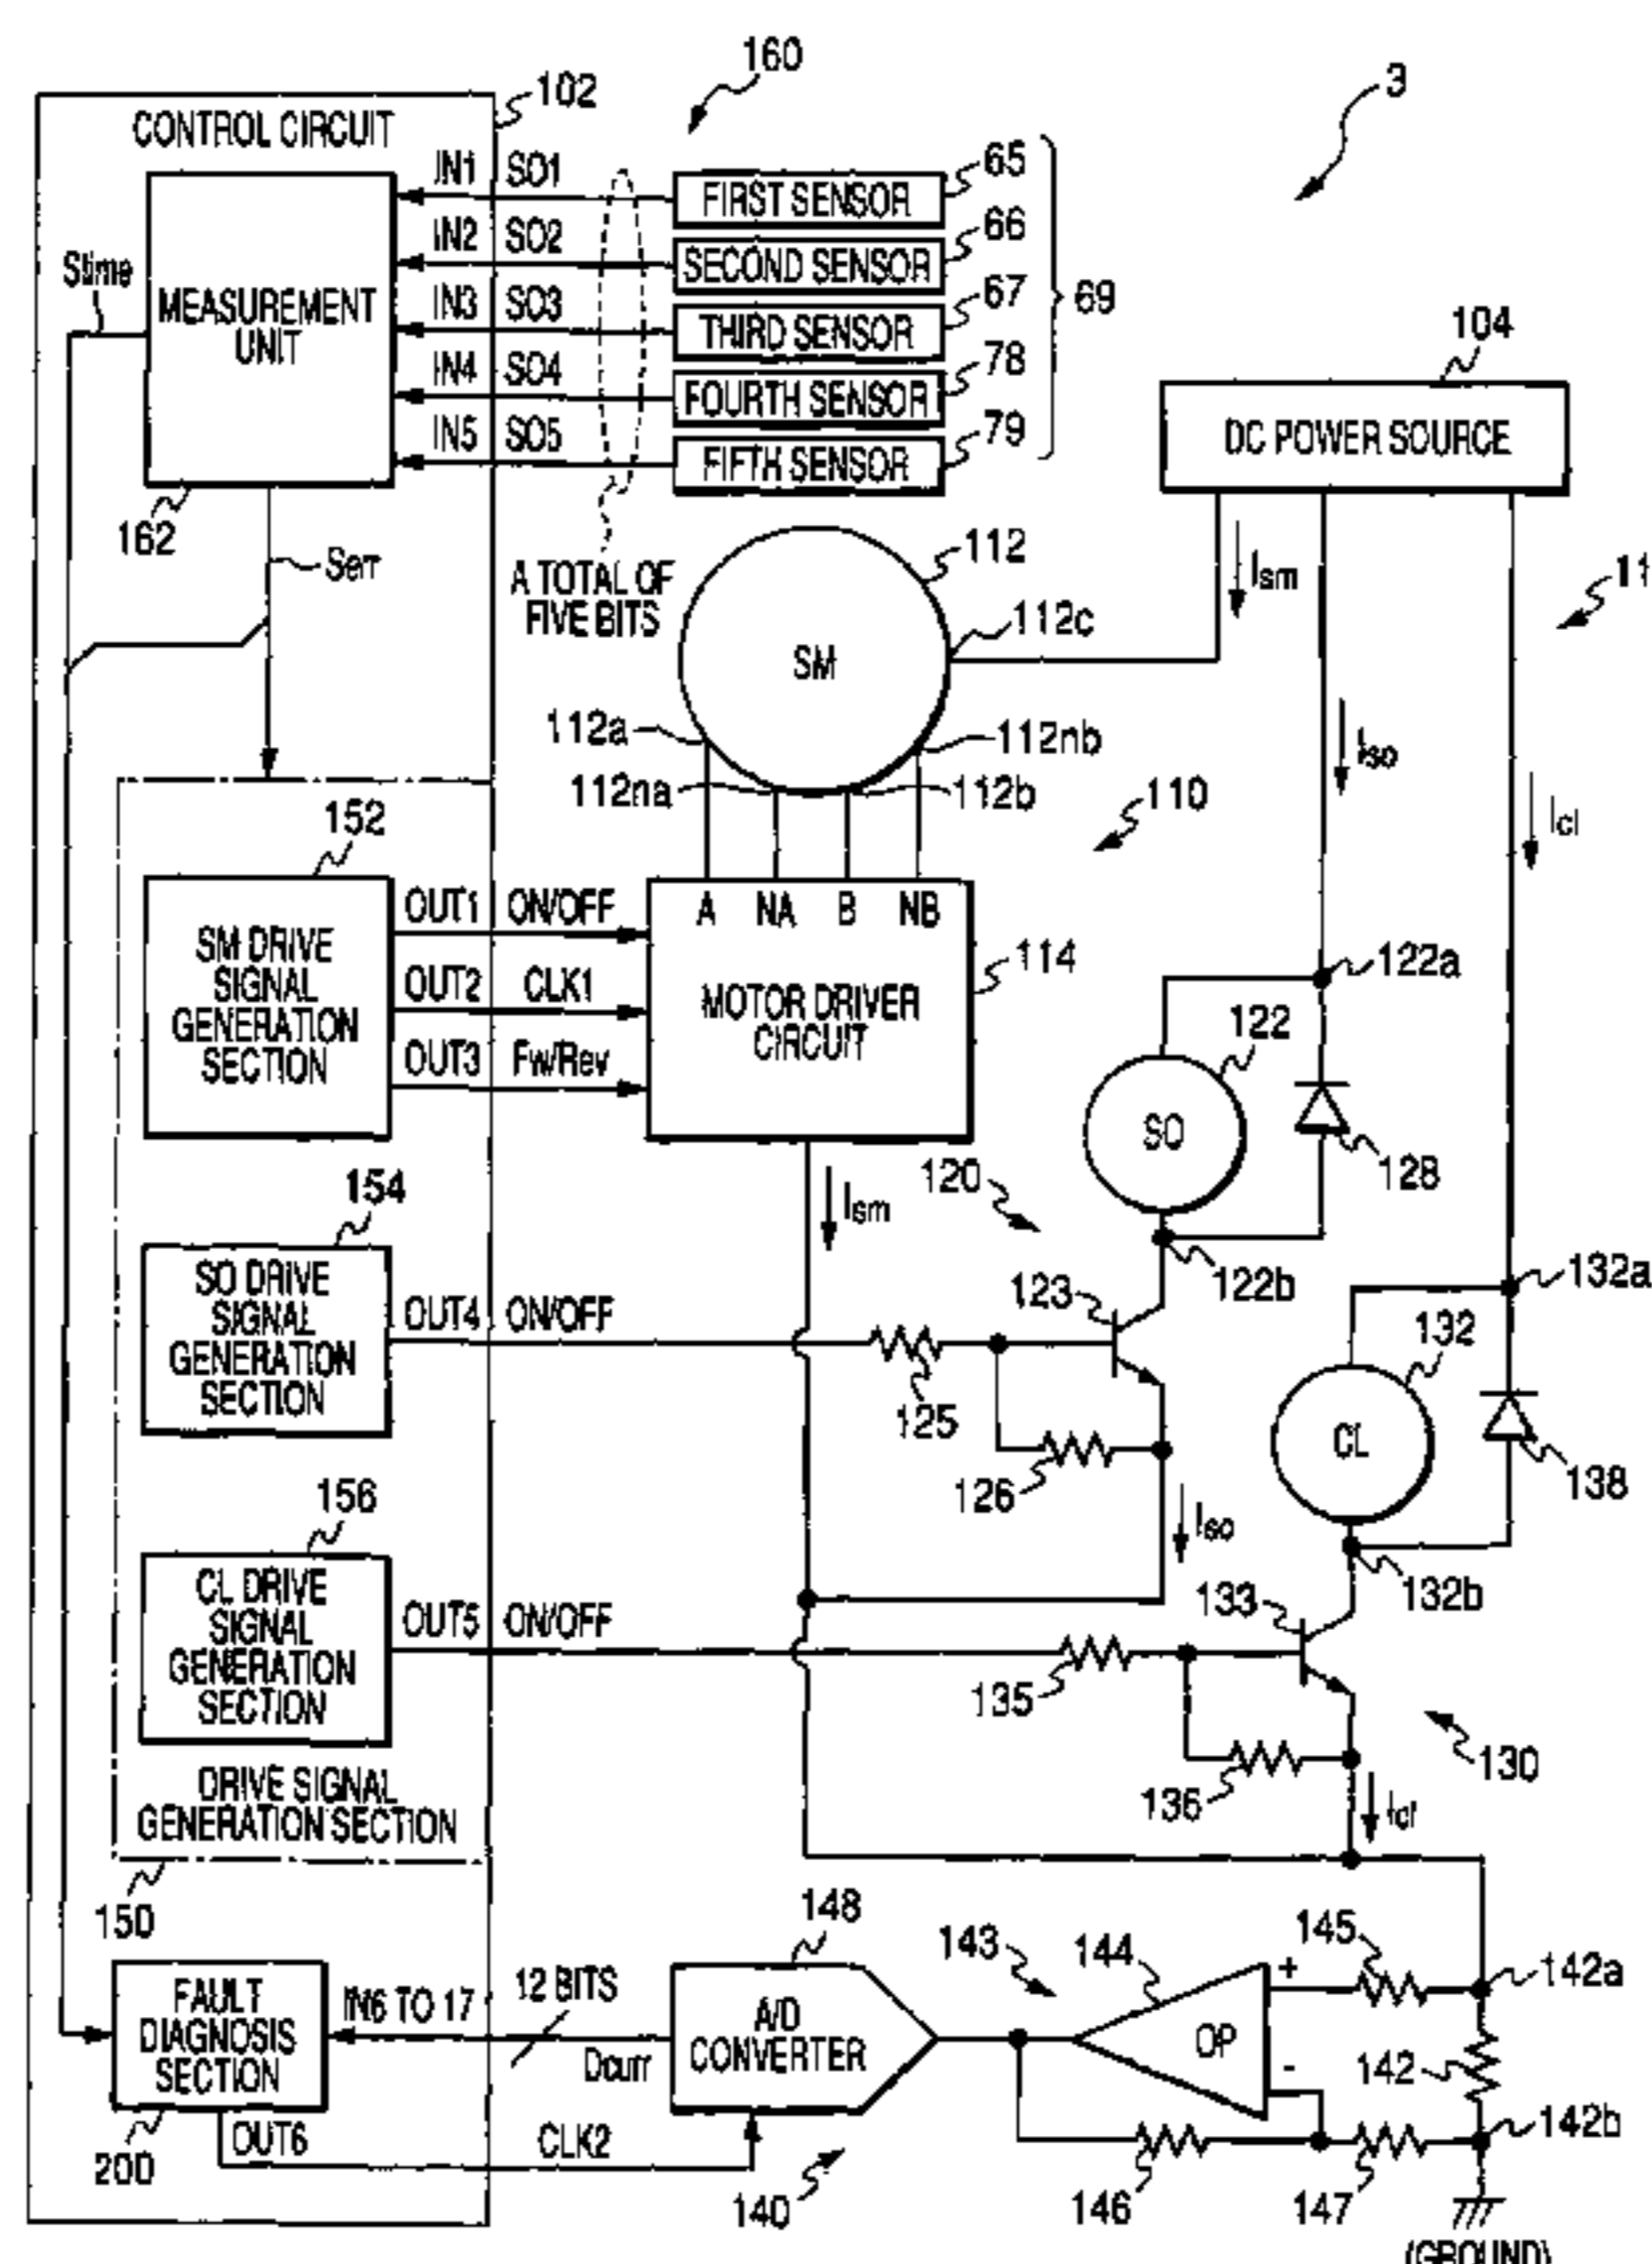 160
3
102
CONTROL CIRCUIT
IN1 SO1
FIRST SENSOR
65
IN2 SO2
SECOND SENSOR
66
IN3 SO3
THIRD SENSOR
67
69
IN4 SO4
FOURTH SENSOR
78
IN5 SO5
FIFTH SENSOR
79
Stime
MEASUREMENT
UNIT
162
Serr
A TOTAL OF
FIVE BITS
104
DC POWER SOURCE
Ism
11
Iso
Icl
112
SM
112c
112a
112nb
112na
112b
110
152
SM DRIVE
SIGNAL
GENERATION
SECTION
OUT1 ON/OFF
OUT2 CLK1
OUT3 Fw/Rev
A NA B NB
MOTOR DRIVER
CIRCUIT
114
Ism
122a
122
SO
128
120
122b
123
154
SO DRIVE
SIGNAL
GENERATION
SECTION
OUT4 ON/OFF
125
126
Iso
132a
132
CL
138
132b
133
156
CL DRIVE
SIGNAL
GENERATION
SECTION
OUT5 ON/OFF
135
136
130
Icl
DRIVE SIGNAL
GENERATION SECTION
150
FAULT
DIAGNOSIS
SECTION
200
IN6 TO 17
12 BITS
Dcurr
OUT6
CLK2
148
A/D
CONVERTER
140
143
144
+
OP
-
145
142a
142
142b
146
147
(GROUND)